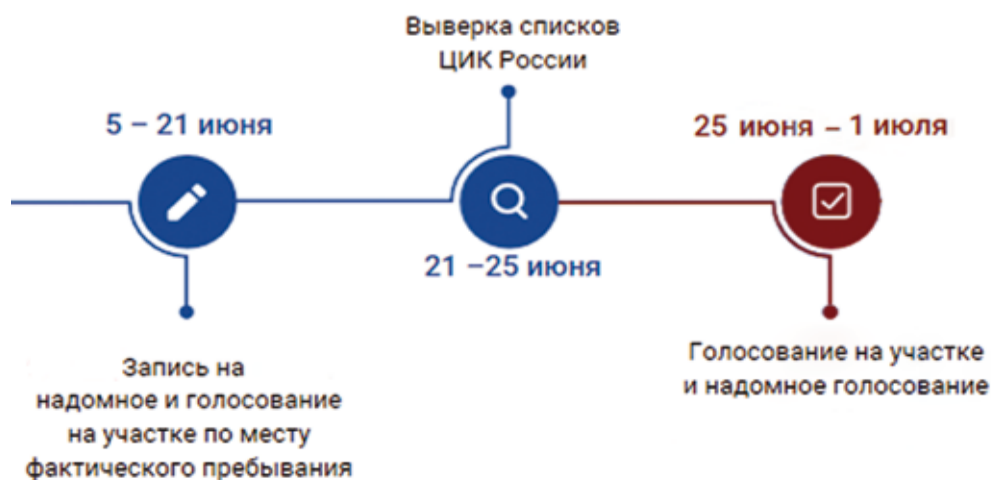 Выверка списков
ЦИК России
5 – 21 июня
25 июня – 1 июля
21 –25 июня
Запись на
надомное и голосование
на участке по месту
фактического пребывания
Голосование на участке
и надомное голосование